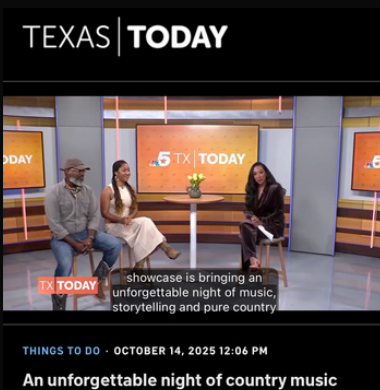 TEXAS TODAY
ODAY
5 TX TODAY
TX TODAY
showcase is bringing an
unforgettable night of music,
storytelling and pure country
THINGS TO DO · OCTOBER 14, 2025 12:06 PM
An unforgettable night of country music